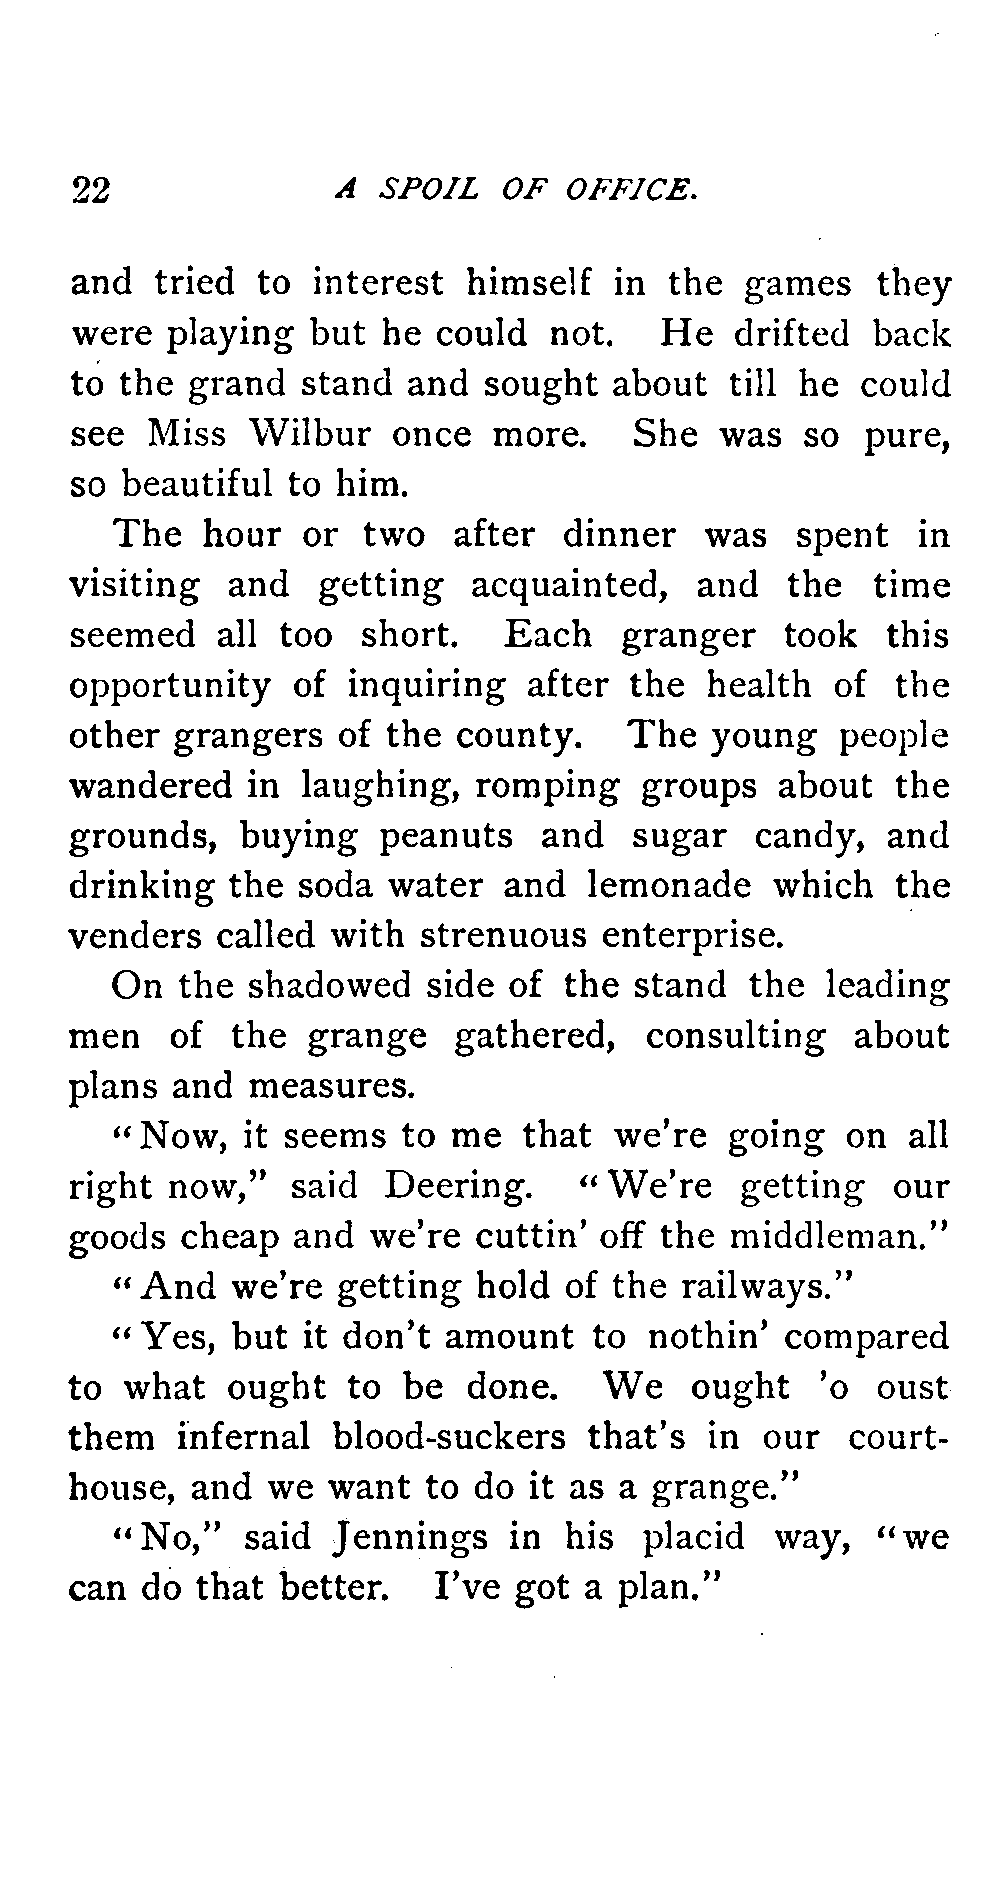 22 A SPOIL OF OFFICE.
and tried to interest himself in the games they
were playing but he could not. He drifted back
to the grand stand and sought about till he could
see Miss Wilbur once more. She was so pure,
so beautiful to him.
The hour or two after dinner was spent in
visiting and getting acquainted, and the time
seemed all too short. Each granger took this
opportunity of inquiring after the health of the
other grangers of the county. The young people
wandered in laughing, romping groups about the
grounds, buying peanuts and sugar candy, and
drinking the soda water and lemonade which the
venders called with strenuous enterprise.
On the shadowed side of the stand the leading
men of the grange gathered, consulting about
plans and measures.
“Now, it seems to me that we're going on all
right now,” said Deering. “We're getting our
goods cheap and we're cuttin' off the middleman.”
“And we're getting hold of the railways.”
“Yes, but it don't amount to nothin' compared
to what ought to be done. We ought 'o oust
them infernal blood-suckers that's in our court-
house, and we want to do it as a grange.”
“No,” said Jennings in his placid way, “we
can do that better. I've got a plan.”